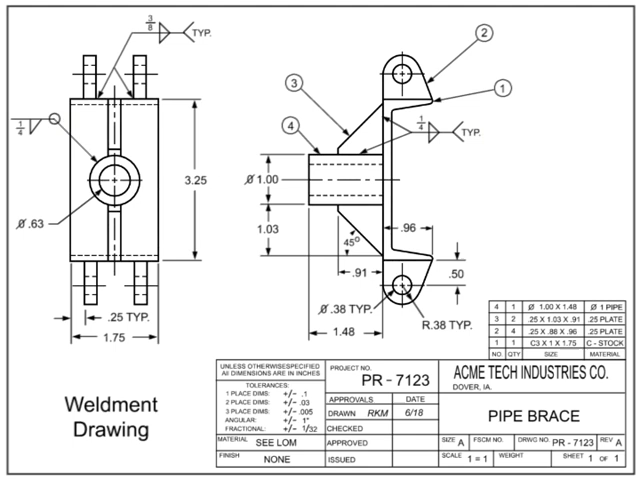 3/8 TYP.
2
3
1
1/4
4
1/4 TYP.
Ø 1.00
3.25
Ø .63
1.03
.96
45°
.91
.50
.25 TYP.
Ø .38 TYP.
1.75
1.48
R.38 TYP.
4 1 Ø 1.00 X 1.48 Ø 1 PIPE
3 2 .25 X 1.03 X .91 .25 PLATE
2 4 .25 X .88 X .96 .25 PLATE
1 1 C3 X 1 X 1.75 C - STOCK
NO. QTY SIZE MATERIAL
Weldment
Drawing
UNLESS OTHERWISESPECIFIED
All DIMENSIONS ARE IN INCHES
TOLERANCES:
1 PLACE DIMS: +/- .1
2 PLACE DIMS: +/- .03
3 PLACE DIMS: +/- .005
ANGULAR: +/- 1°
FRACTIONAL: +/- 1/32
MATERIAL SEE LOM
FINISH NONE
PROJECT NO.
PR - 7123
APPROVALS DATE
DRAWN RKM 6/18
CHECKED
APPROVED
ISSUED
ACME TECH INDUSTRIES CO.
DOVER, IA.
PIPE BRACE
SIZE A FSCM NO. DRWG NO. PR - 7123 REV A
SCALE 1 = 1 WEIGHT SHEET 1 OF 1